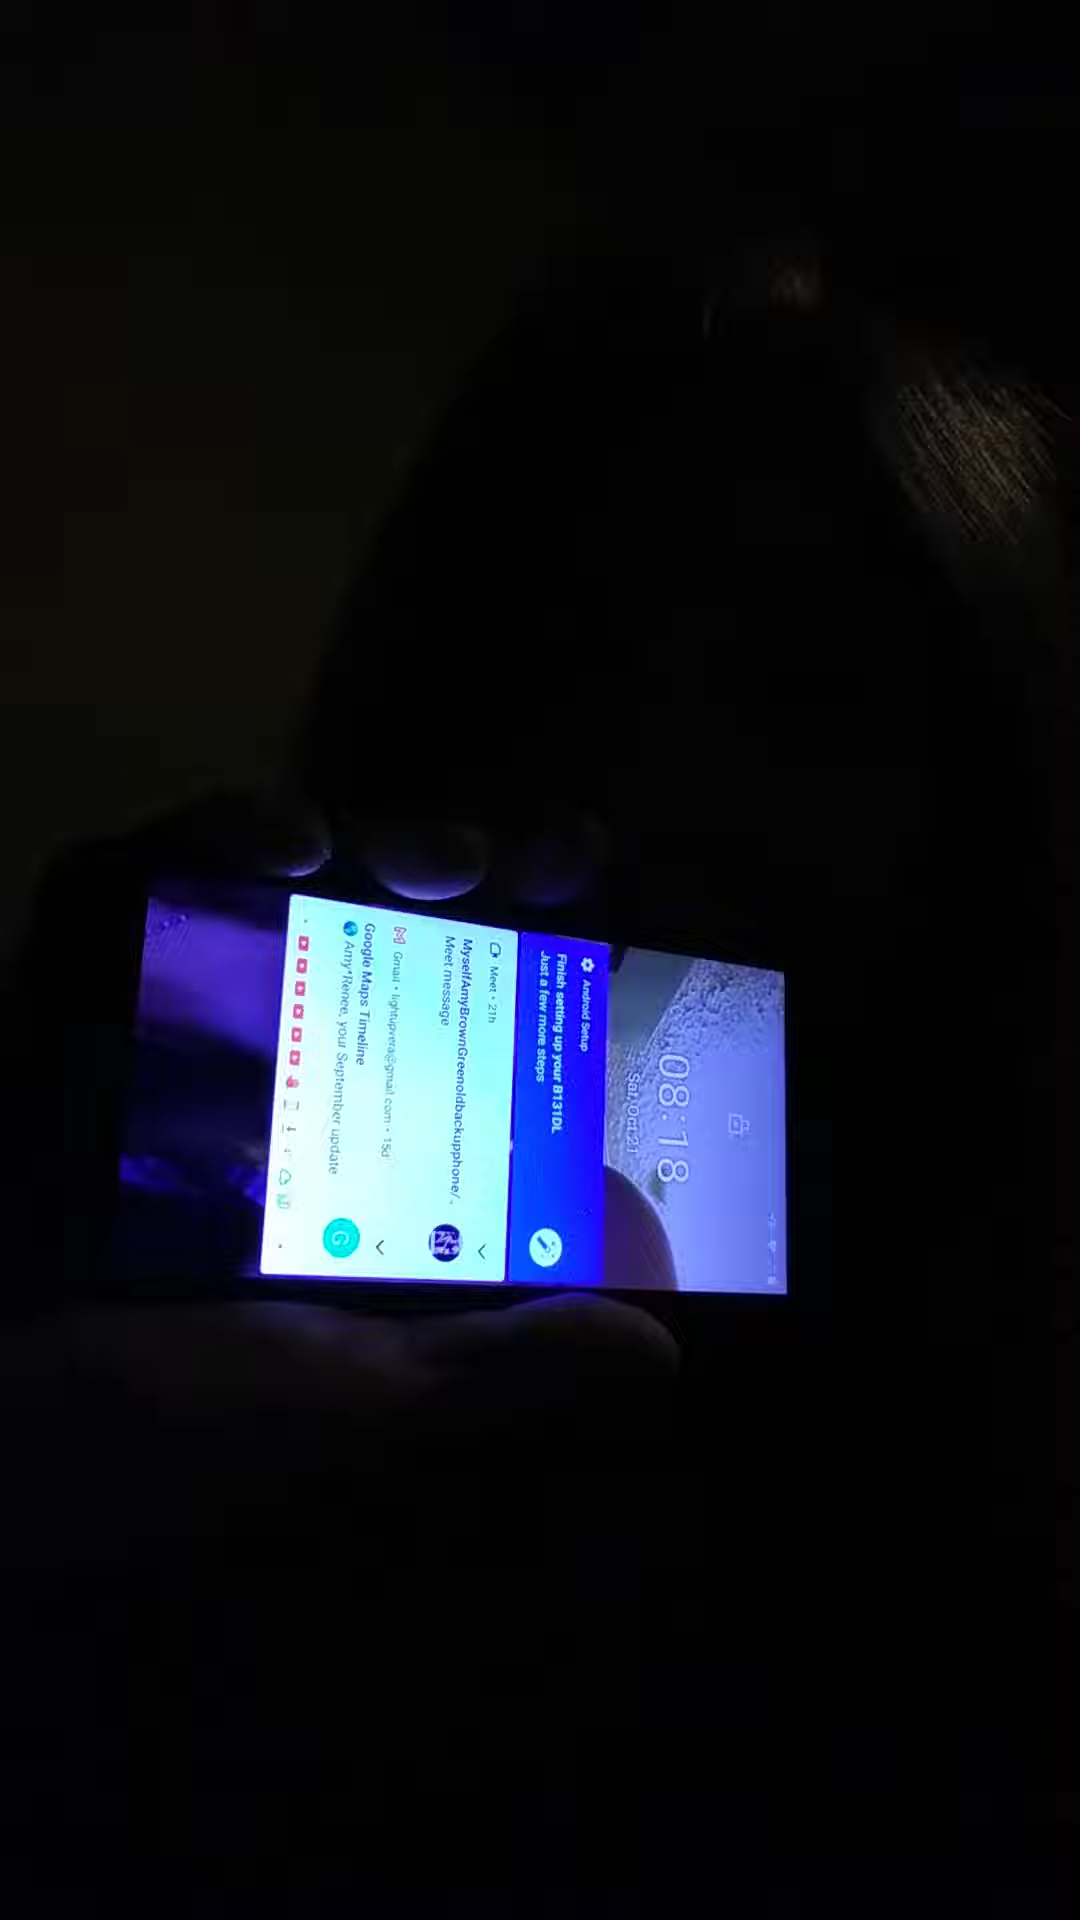 08:18
Sat, Oct 21
Android Setup
Finish setting up your B131DL
Just a few more steps
Meet • 21h
MyselfAmyBrownGreenoldbackupphone/..
Meet message
Gmail • lightupvera@gmail.com • 15d
Google Maps Timeline
Amy*Renee, your September update
G